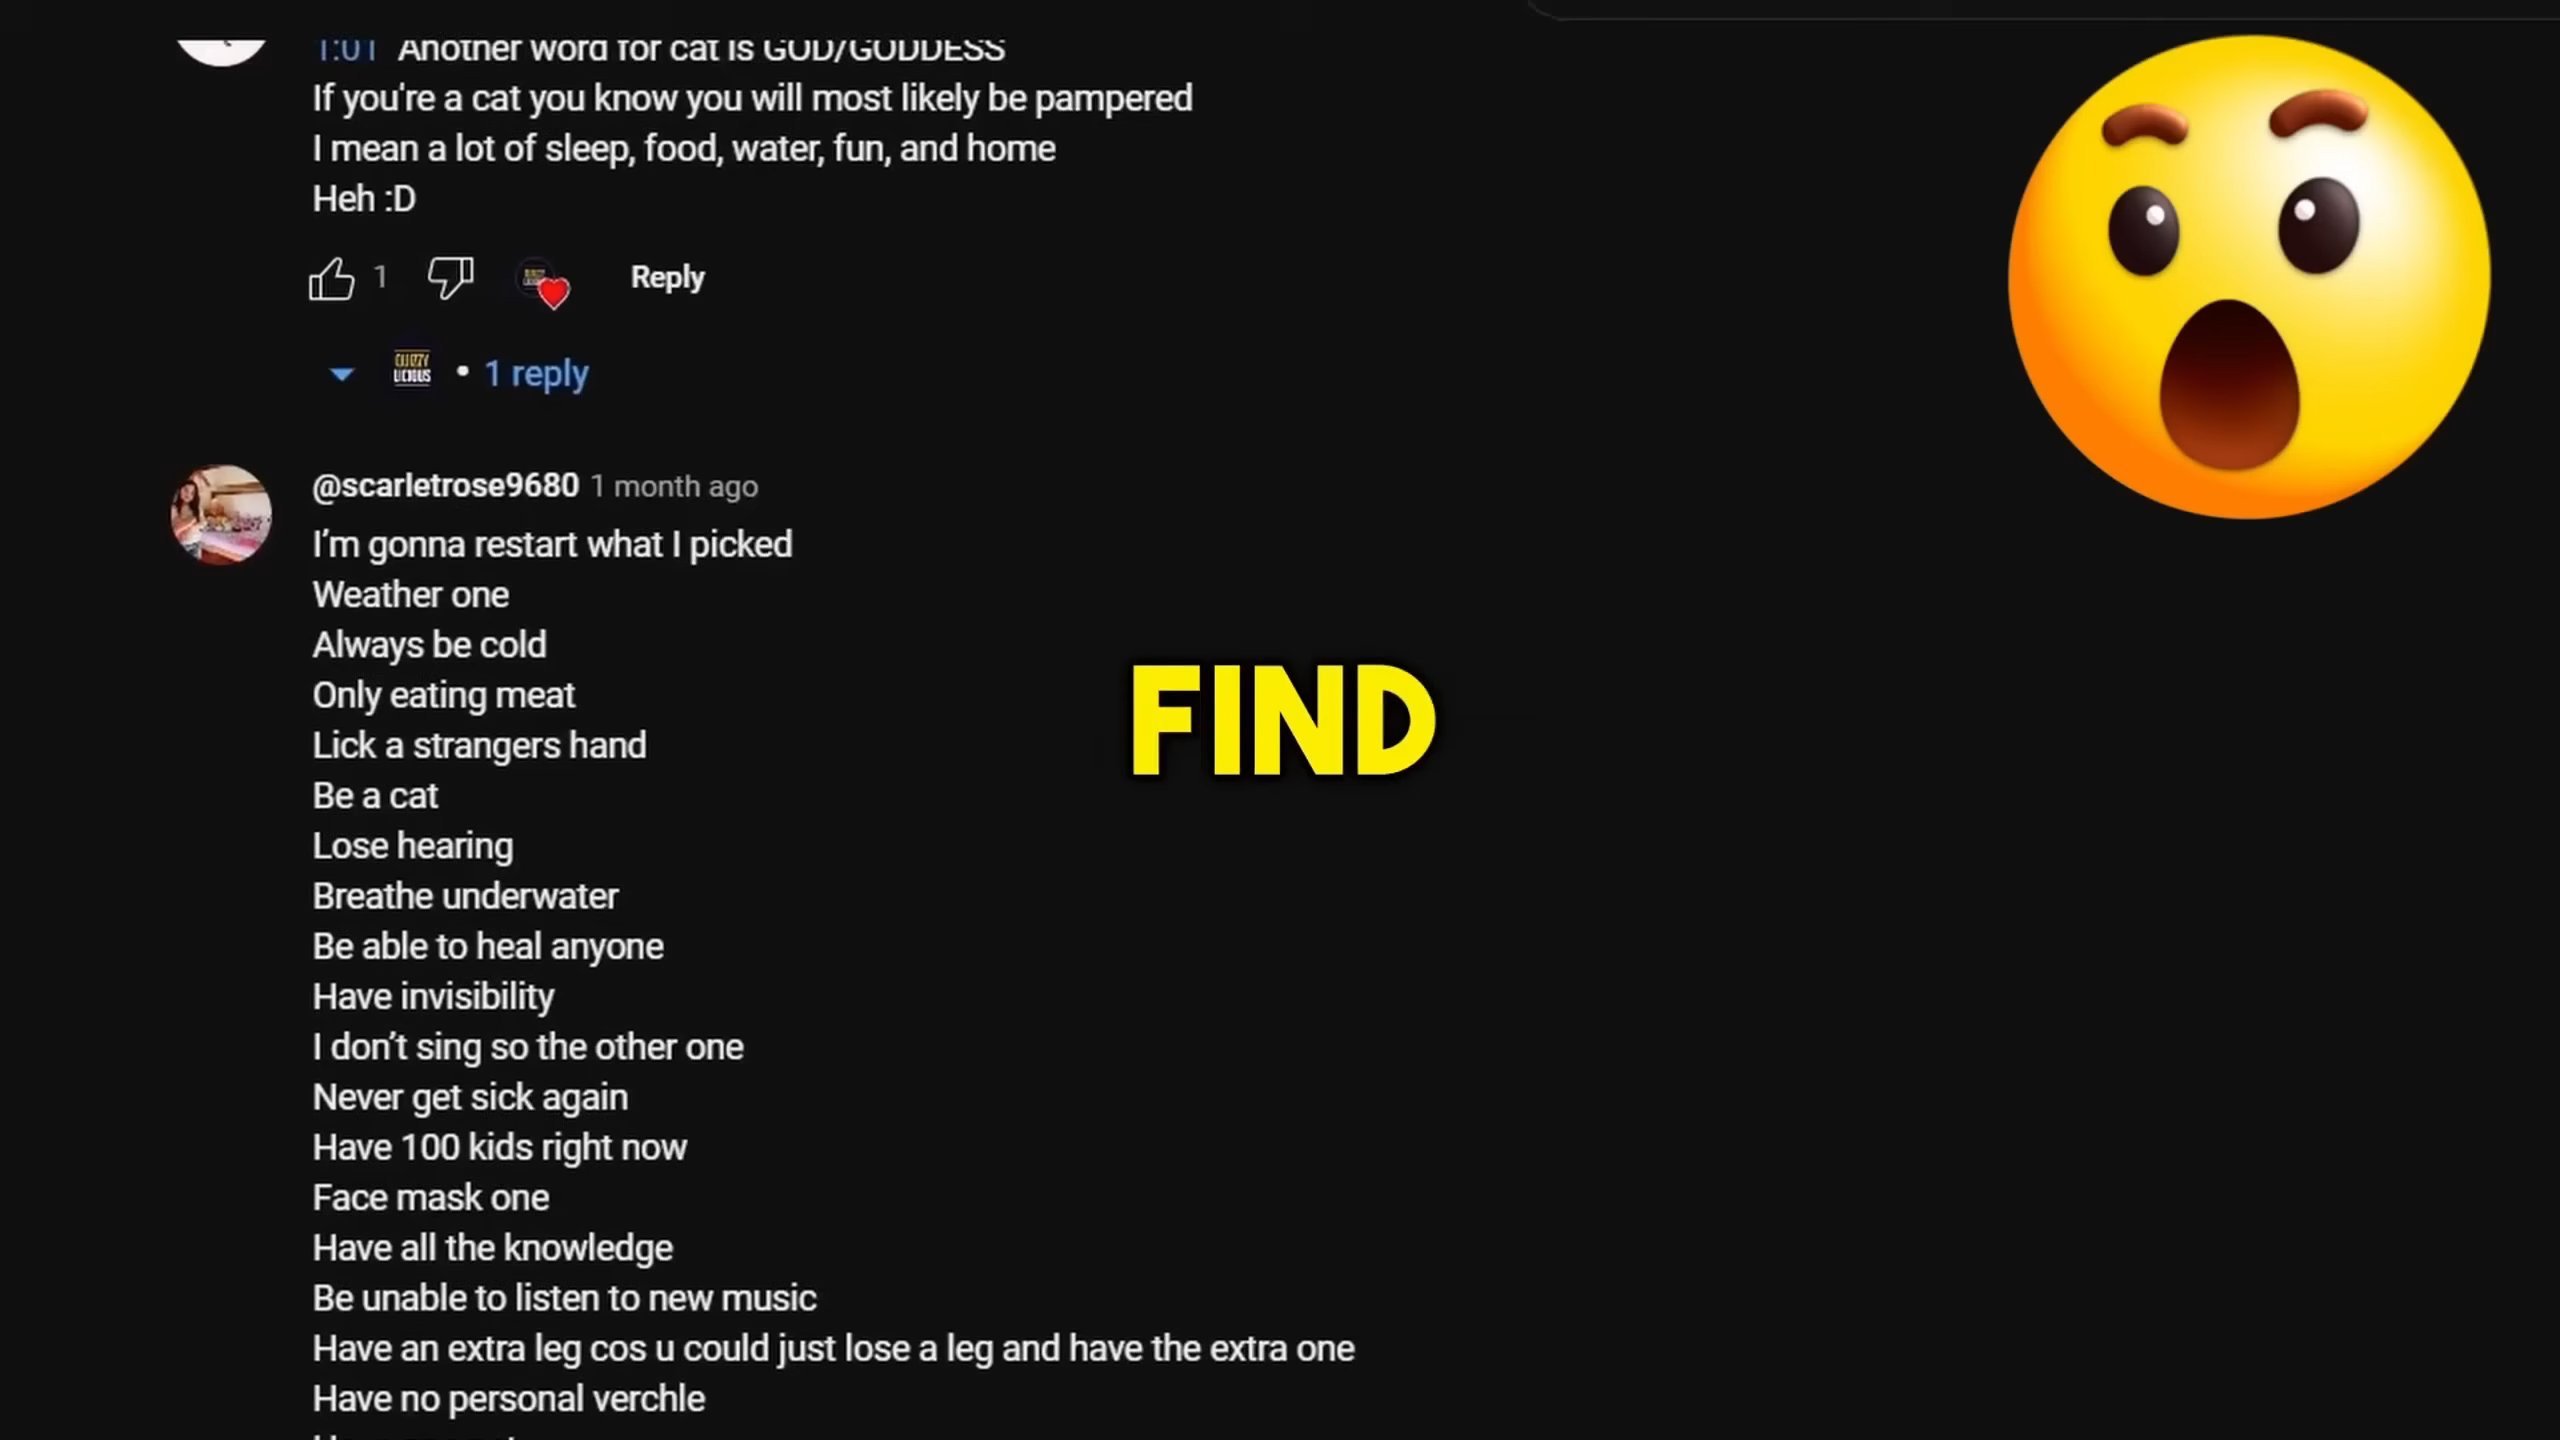 1:01 Another word for cat is GOD/GODDESS
If you're a cat you know you will most likely be pampered
I mean a lot of sleep, food, water, fun, and home
Heh :D
1
Reply
QUIZZY
LICIOUS
• 1 reply
@scarletrose9680 1 month ago
I’m gonna restart what I picked
Weather one
Always be cold
Only eating meat
Lick a strangers hand
Be a cat
Lose hearing
Breathe underwater
Be able to heal anyone
Have invisibility
I don’t sing so the other one
Never get sick again
Have 100 kids right now
Face mask one
Have all the knowledge
Be unable to listen to new music
Have an extra leg cos u could just lose a leg and have the extra one
Have no personal verchle
FIND